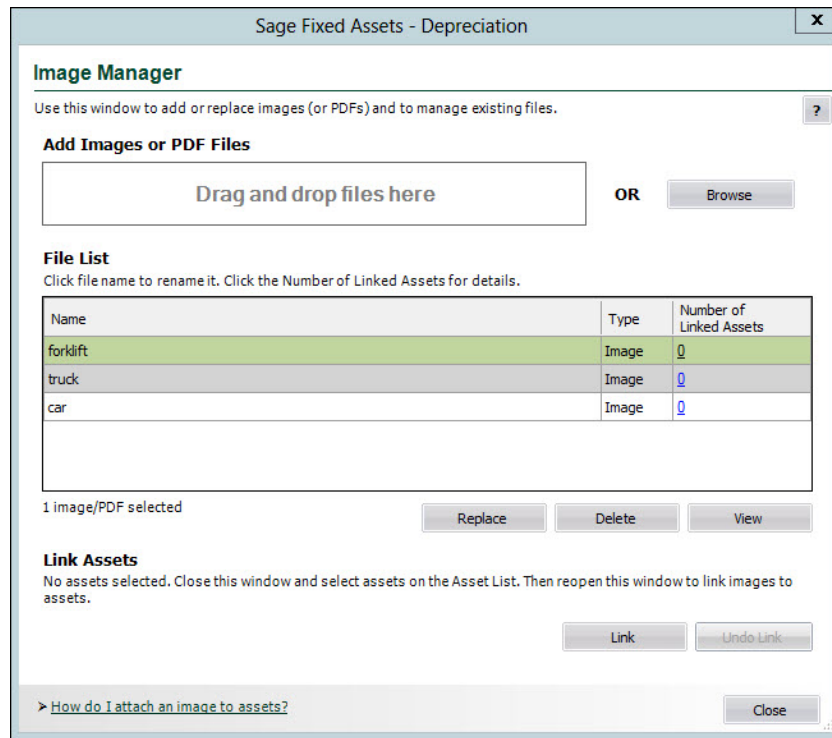 Sage Fixed Assets - Depreciation
x
Image Manager
Use this window to add or replace images (or PDFs) and to manage existing files.
?
Add Images or PDF Files
Drag and drop files here
OR
Browse
File List
Click file name to rename it. Click the Number of Linked Assets for details.
Name
Type
Number of
Linked Assets
forklift
Image
0
truck
Image
0
car
Image
0
1 image/PDF selected
Replace
Delete
View
Link Assets
No assets selected. Close this window and select assets on the Asset List. Then reopen this window to link images to
assets.
Link
Undo Link
➤ How do I attach an image to assets?
Close